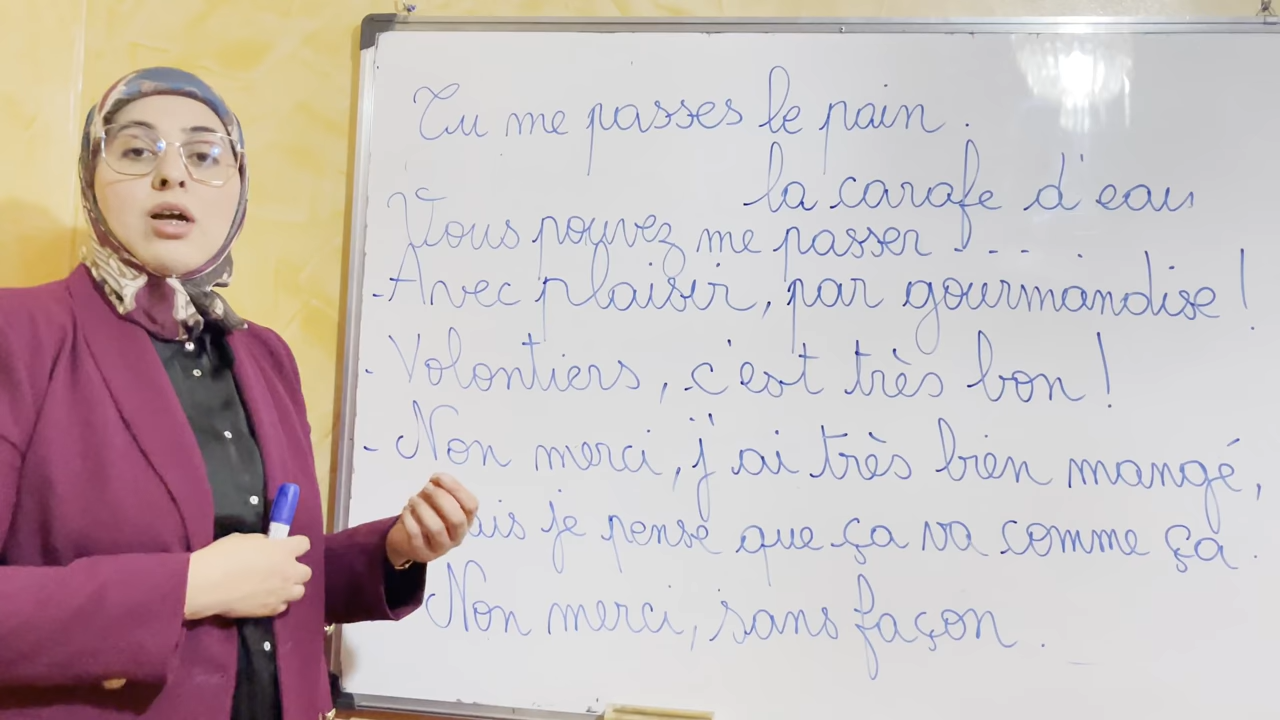 Tu me passes le pain.
la carafe d'eau
Vous pouvez me passer ....
- Avec plaisir, par gourmandise !
- Volontiers, c'est très bon !
- Non merci, j'ai très bien mangé,
je pense que ça va comme ça.
Non merci, sans façon.